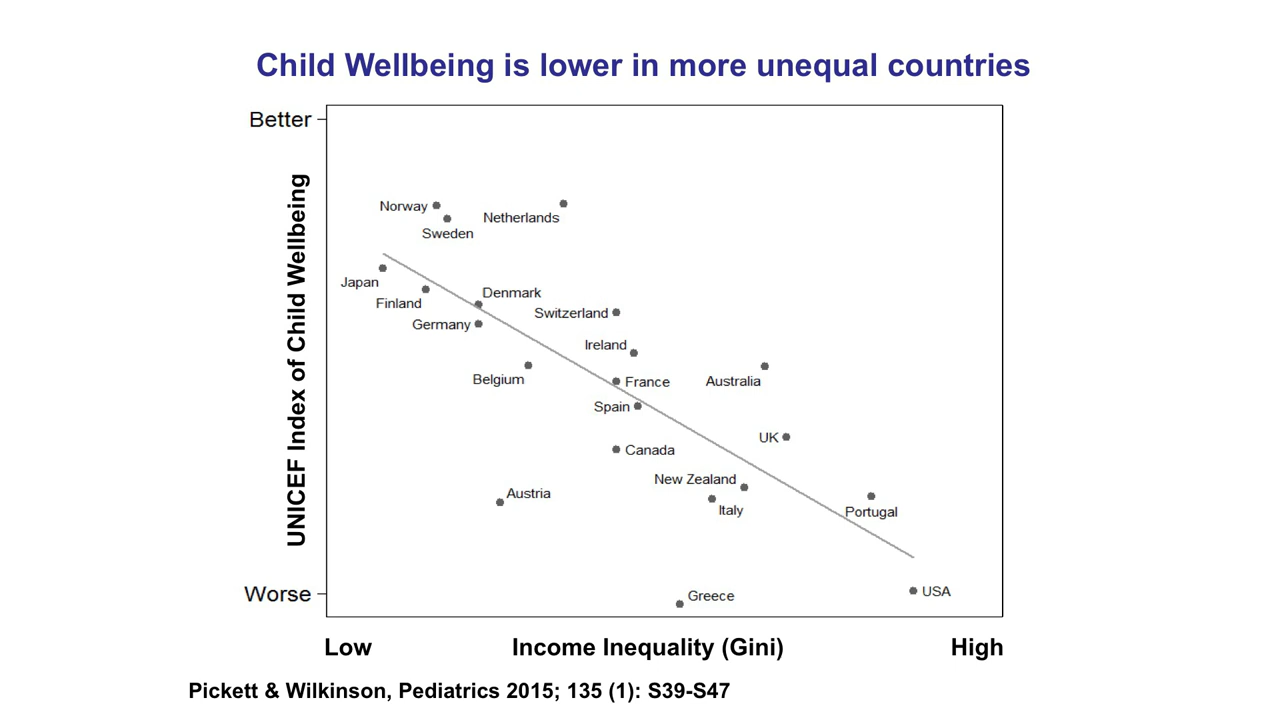 Child Wellbeing is lower in more unequal countries
Better
UNICEF Index of Child Wellbeing
Norway
Netherlands
Sweden
Japan
Finland
Denmark
Germany
Switzerland
Ireland
Belgium
France
Australia
Spain
UK
Canada
New Zealand
Austria
Italy
Portugal
Worse
Greece
USA
Low
Income Inequality (Gini)
High
Pickett & Wilkinson, Pediatrics 2015; 135 (1): S39-S47